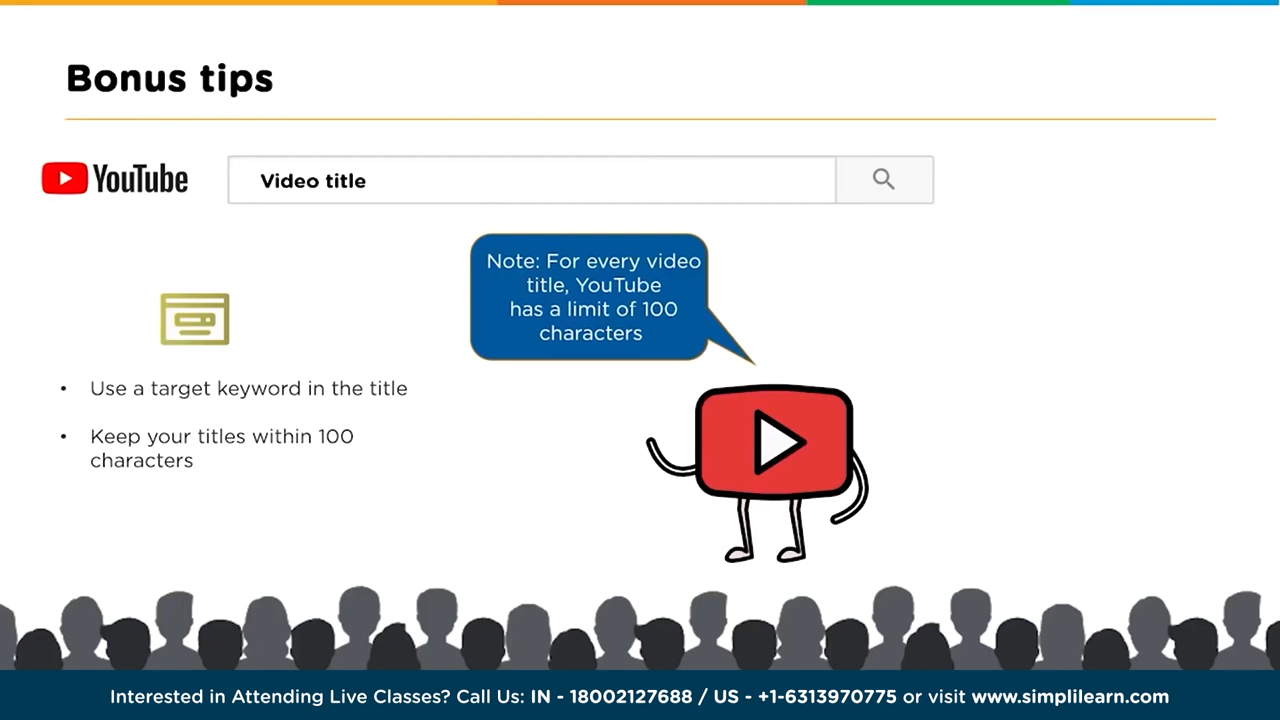 Bonus tips
YouTube
Video title
Note: For every video
title, YouTube
has a limit of 100
characters
• Use a target keyword in the title
• Keep your titles within 100
characters
Interested in Attending Live Classes? Call Us: IN - 18002127688 / US - +1-6313970775 or visit www.simplilearn.com